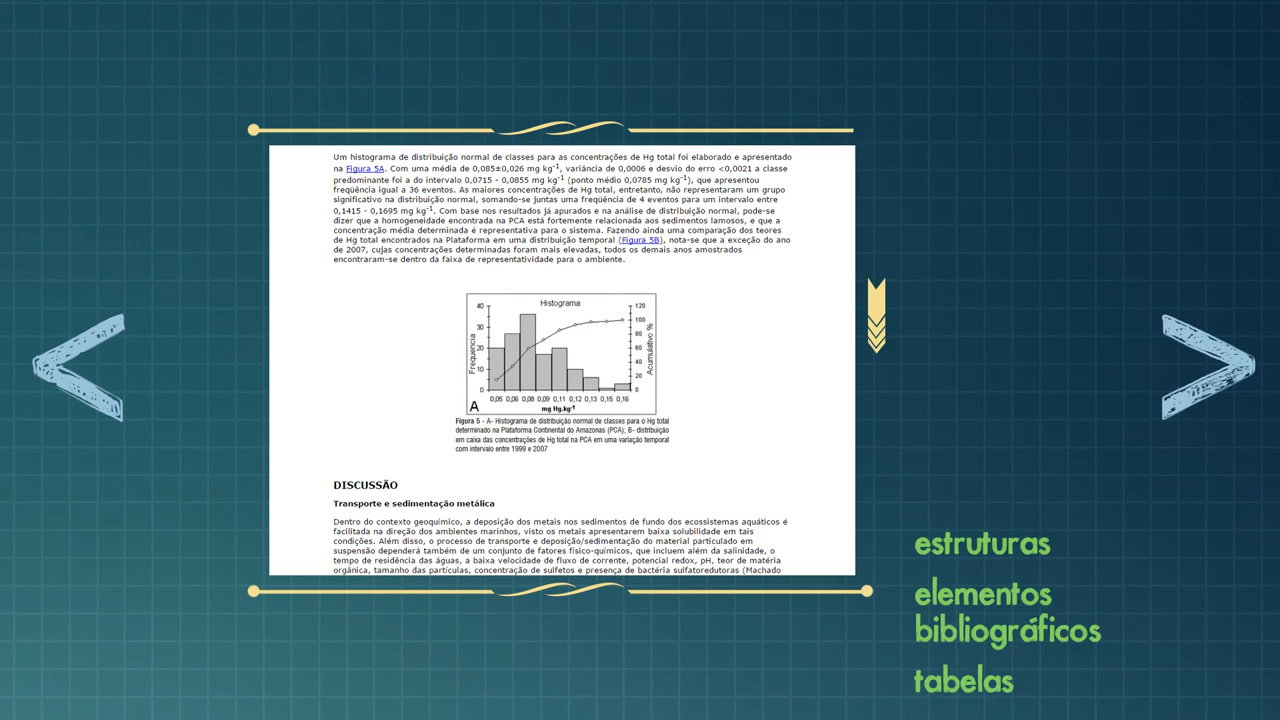 Um histograma de distribuição normal de classes para as concentrações de Hg total foi elaborado e apresentado
na Figura 5A. Com uma média de 0,085±0,026 mg kg-1, variância de 0,0006 e desvio do erro <0,0021 a classe
predominante foi a do intervalo 0,0715 - 0,0855 mg kg-1 (ponto médio 0,0785 mg kg-1), que apresentou
freqüência igual a 36 eventos. As maiores concentrações de Hg total, entretanto, não representaram um grupo
significativo na distribuição normal, somando-se juntas uma freqüência de 4 eventos para um intervalo entre
0,1415 - 0,1695 mg kg-1. Com base nos resultados já apurados e na análise de distribuição normal, pode-se
dizer que a homogeneidade encontrada na PCA está fortemente relacionada aos sedimentos lamosos, e que a
concentração média determinada é representativa para o sistema. Fazendo ainda uma comparação dos teores
de Hg total encontrados na Plataforma em uma distribuição temporal (Figura 5B), nota-se que a exceção do ano
de 2007, cujas concentrações determinadas foram mais elevadas, todos os demais anos amostrados
encontraram-se dentro da faixa de representatividade para o ambiente.
Histograma
Frequencia
40
30
20
10
0
120
100
80
60
40
20
0
Acumulativo %
0,05 0,06 0,08 0,09 0,11 0,12 0,13 0,15 0,16
A
mg Hg.kg-1
Figura 5 - A- Histograma de distribuição normal de classes para o Hg total
determinado na Plataforma Continental do Amazonas (PCA); B- distribuição
em caixa das concentrações de Hg total na PCA em uma variação temporal
com intervalo entre 1999 e 2007
DISCUSSÃO
Transporte e sedimentação metálica
Dentro do contexto geoquímico, a deposição dos metais nos sedimentos de fundo dos ecossistemas aquáticos é
facilitada na direção dos ambientes marinhos, visto os metais apresentarem baixa solubilidade em tais
condições. Além disso, o processo de transporte e deposição/sedimentação do material particulado em
suspensão dependerá também de um conjunto de fatores físico-químicos, que incluem além da salinidade, o
tempo de residência das águas, a baixa velocidade de fluxo de corrente, potencial redox, pH, teor de matéria
orgânica, tamanho das partículas, concentração de sulfetos e presença de bactéria sulfatoredutoras (Machado
estruturas
elementos
bibliográficos
tabelas